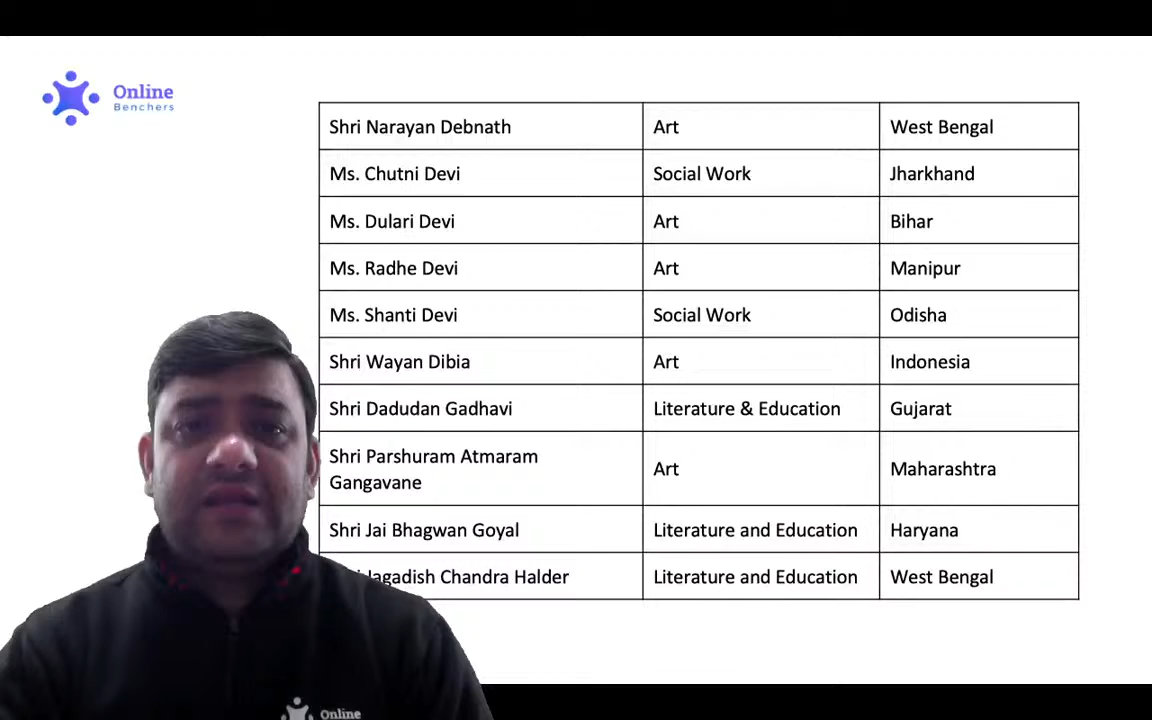 Online
Benchers
Shri Narayan Debnath Art West Bengal
Ms. Chutni Devi Social Work Jharkhand
Ms. Dulari Devi Art Bihar
Ms. Radhe Devi Art Manipur
Ms. Shanti Devi Social Work Odisha
Shri Wayan Dibia Art Indonesia
Shri Dadudan Gadhavi Literature & Education Gujarat
Shri Parshuram Atmaram
Gangavane Art Maharashtra
Shri Jai Bhagwan Goyal Literature and Education Haryana
Jagadish Chandra Halder Literature and Education West Bengal
Online